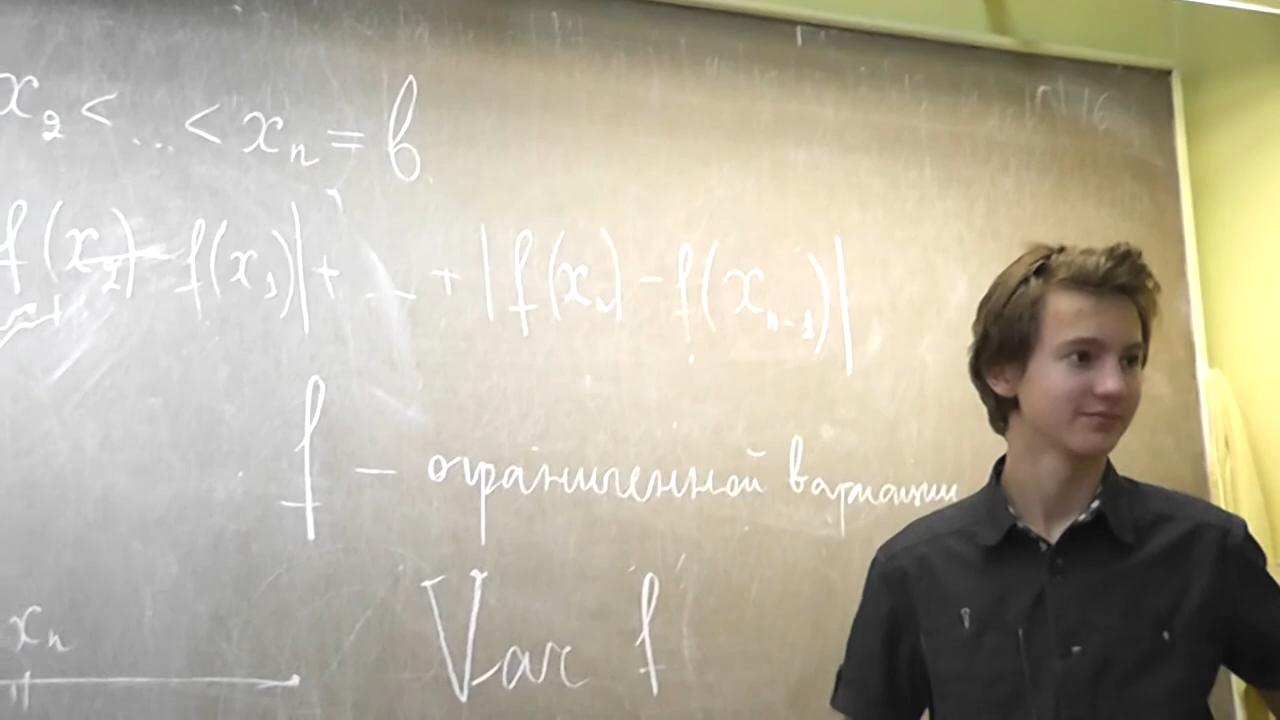 x₂ < ... < xₙ = b
f(x₂) - f(x₁)| + ... + |f(xₙ) - f(xₙ₋₁)|
f – ограниченной вариации
xₙ
Var f